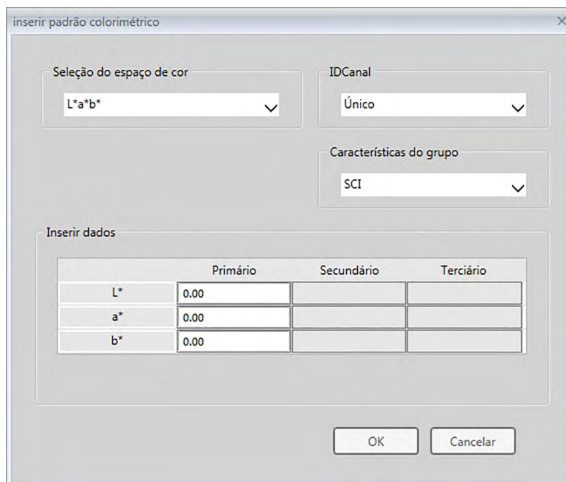 inserir padrão colorimétrico
Seleção do espaço de cor
L*a*b*
IDCanal
Único
Características do grupo
SCI
Inserir dados
Primário Secundário Terciário
L* 0.00
a* 0.00
b* 0.00
OK Cancelar